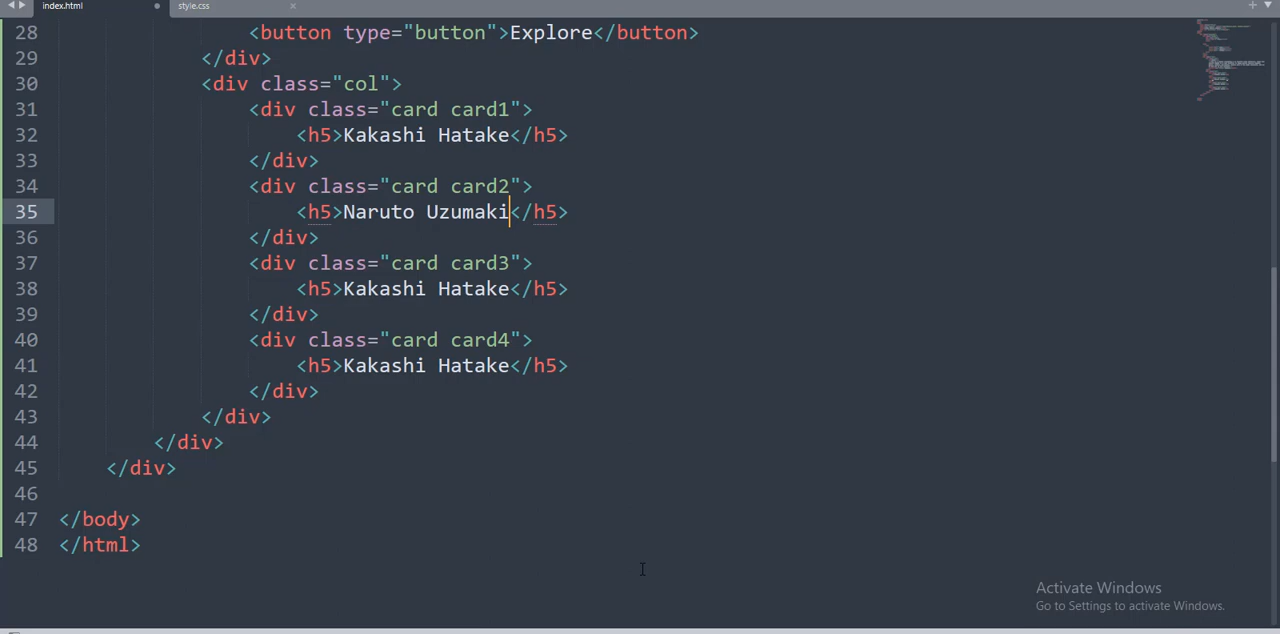 index.html
style.css
28 <button type="button">Explore</button>
29 </div>
30 <div class="col">
31 <div class="card card1">
32 <h5>Kakashi Hatake</h5>
33 </div>
34 <div class="card card2">
35 <h5>Naruto Uzumaki</h5>
36 </div>
37 <div class="card card3">
38 <h5>Kakashi Hatake</h5>
39 </div>
40 <div class="card card4">
41 <h5>Kakashi Hatake</h5>
42 </div>
43 </div>
44 </div>
45 </div>
46
47 </body>
48 </html>
Activate Windows
Go to Settings to activate Windows.